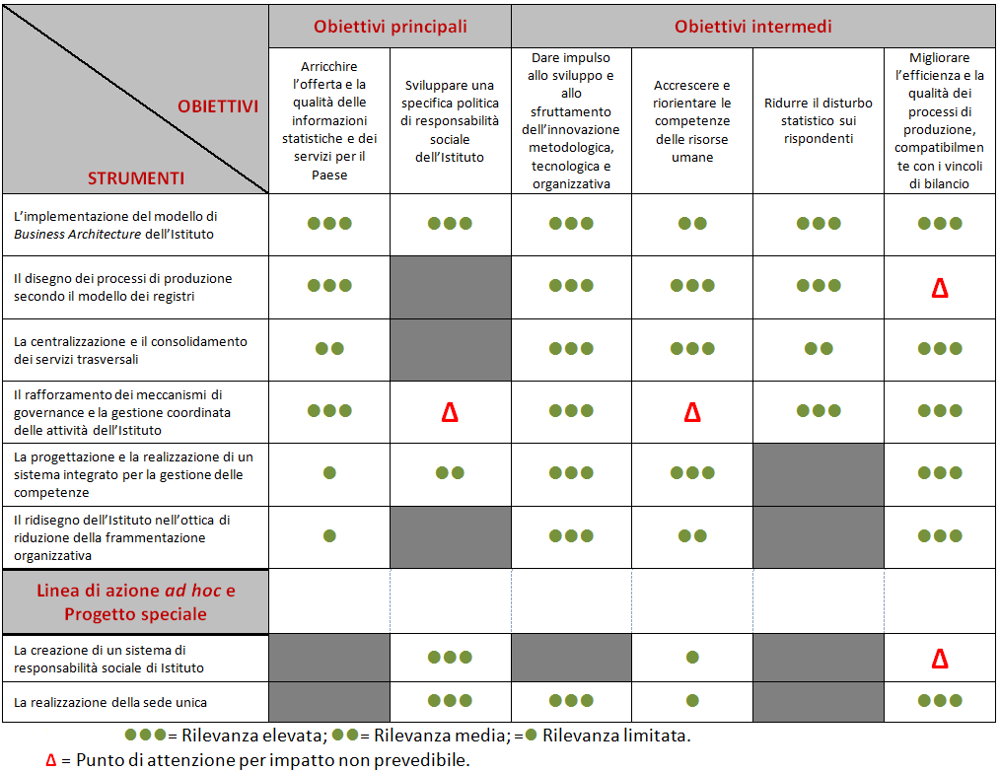 Obiettivi principali
Obiettivi intermedi
OBIETTIVI
STRUMENTI
Arricchire
l'offerta e la
qualità delle
informazioni
statistiche e dei
servizi per il
Paese
Sviluppare una
specifica politica
di responsabilità
sociale
dell'Istituto
Dare impulso
allo sviluppo e
allo
sfruttamento
dell'innovazione
metodologica,
tecnologica e
organizzativa
Accrescere e
riorientare le
competenze
delle risorse
umane
Ridurre il disturbo
statistico sui
rispondenti
Migliorare
l'efficienza e la
qualità dei
processi di
produzione,
compatibilmen
te con i vincoli
di bilancio
L'implementazione del modello di
Business Architecture dell'Istituto
●●● ●●● ●●● ●● ●●● ●●●
Il disegno dei processi di produzione
secondo il modello dei registri
●●● ●●● ●●● ●●● Δ
La centralizzazione e il consolidamento
dei servizi trasversali
●● ●●● ●●● ●● ●●●
Il rafforzamento dei meccanismi di
governance e la gestione coordinata
delle attività dell'Istituto
●●● Δ ●●● Δ ●●● ●●●
La progettazione e la realizzazione di un
sistema integrato per la gestione delle
competenze
● ●● ●●● ●●● ●●●
Il ridisegno dell'Istituto nell'ottica di
riduzione della frammentazione
organizzativa
● ●●● ●● ●●●
Linea di azione ad hoc e
Progetto speciale
La creazione di un sistema di
responsabilità sociale di Istituto
●●● ● Δ
La realizzazione della sede unica
●●● ●●● ● ●●●
●●●= Rilevanza elevata; ●●= Rilevanza media; =● Rilevanza limitata.
Δ = Punto di attenzione per impatto non prevedibile.